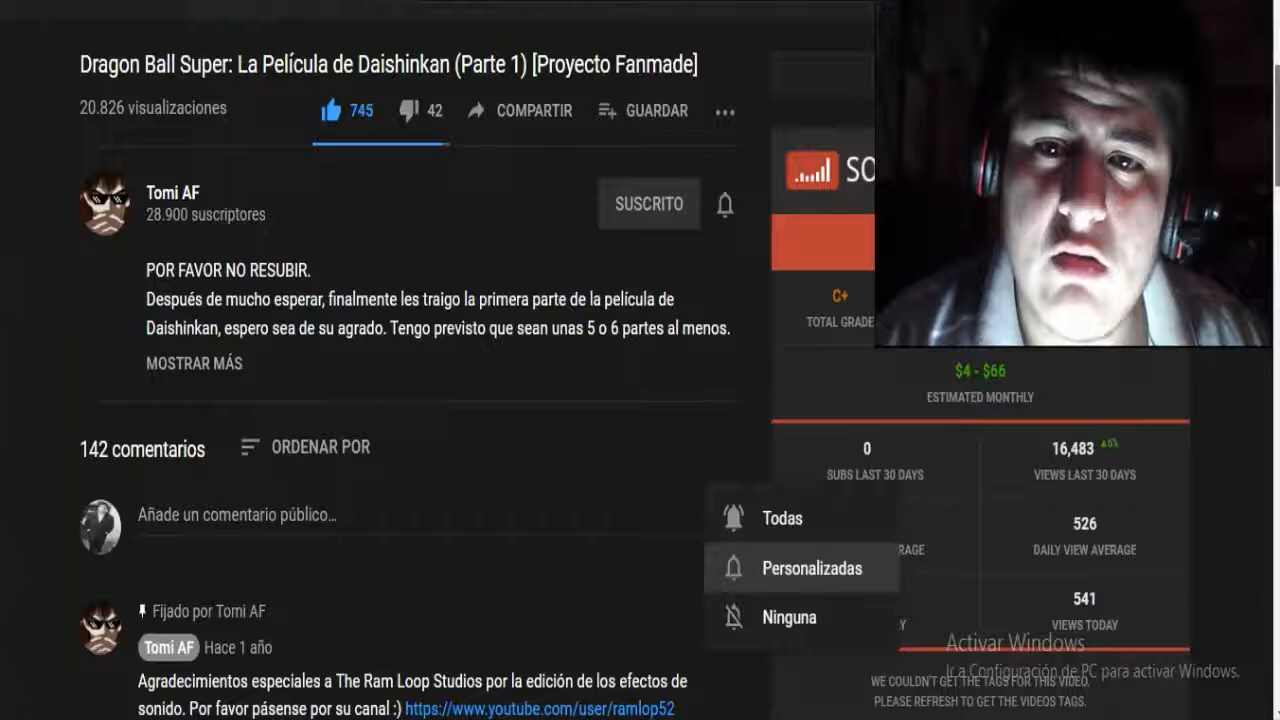 Dragon Ball Super: La Película de Daishinkan (Parte 1) [Proyecto Fanmade]
20.826 visualizaciones
745
42
COMPARTIR
GUARDAR
Tomi AF
28.900 suscriptores
SUSCRITO
POR FAVOR NO RESUBIR.
Después de mucho esperar, finalmente les traigo la primera parte de la película de
Daishinkan, espero sea de su agrado. Tengo previsto que sean unas 5 o 6 partes al menos.
MOSTRAR MÁS
142 comentarios
ORDENAR POR
Añade un comentario público...
Fijado por Tomi AF
Tomi AF Hace 1 año
Agradecimientos especiales a The Ram Loop Studios por la edición de los efectos de
sonido. Por favor pásense por su canal :) https://www.youtube.com/user/ramlop52
Todas
Personalizadas
Ninguna
SO
C+
TOTAL GRADE
$4 - $66
ESTIMATED MONTHLY
0
SUBS LAST 30 DAYS
16,483
VIEWS LAST 30 DAYS
RAGE
526
DAILY VIEW AVERAGE
Y
541
VIEWS TODAY
WE COULDN'T GET THE TAGS FOR THIS VIDEO.
PLEASE REFRESH TO GET THE VIDEOS TAGS.
Activar Windows
Ir a Configuración de PC para activar Windows.